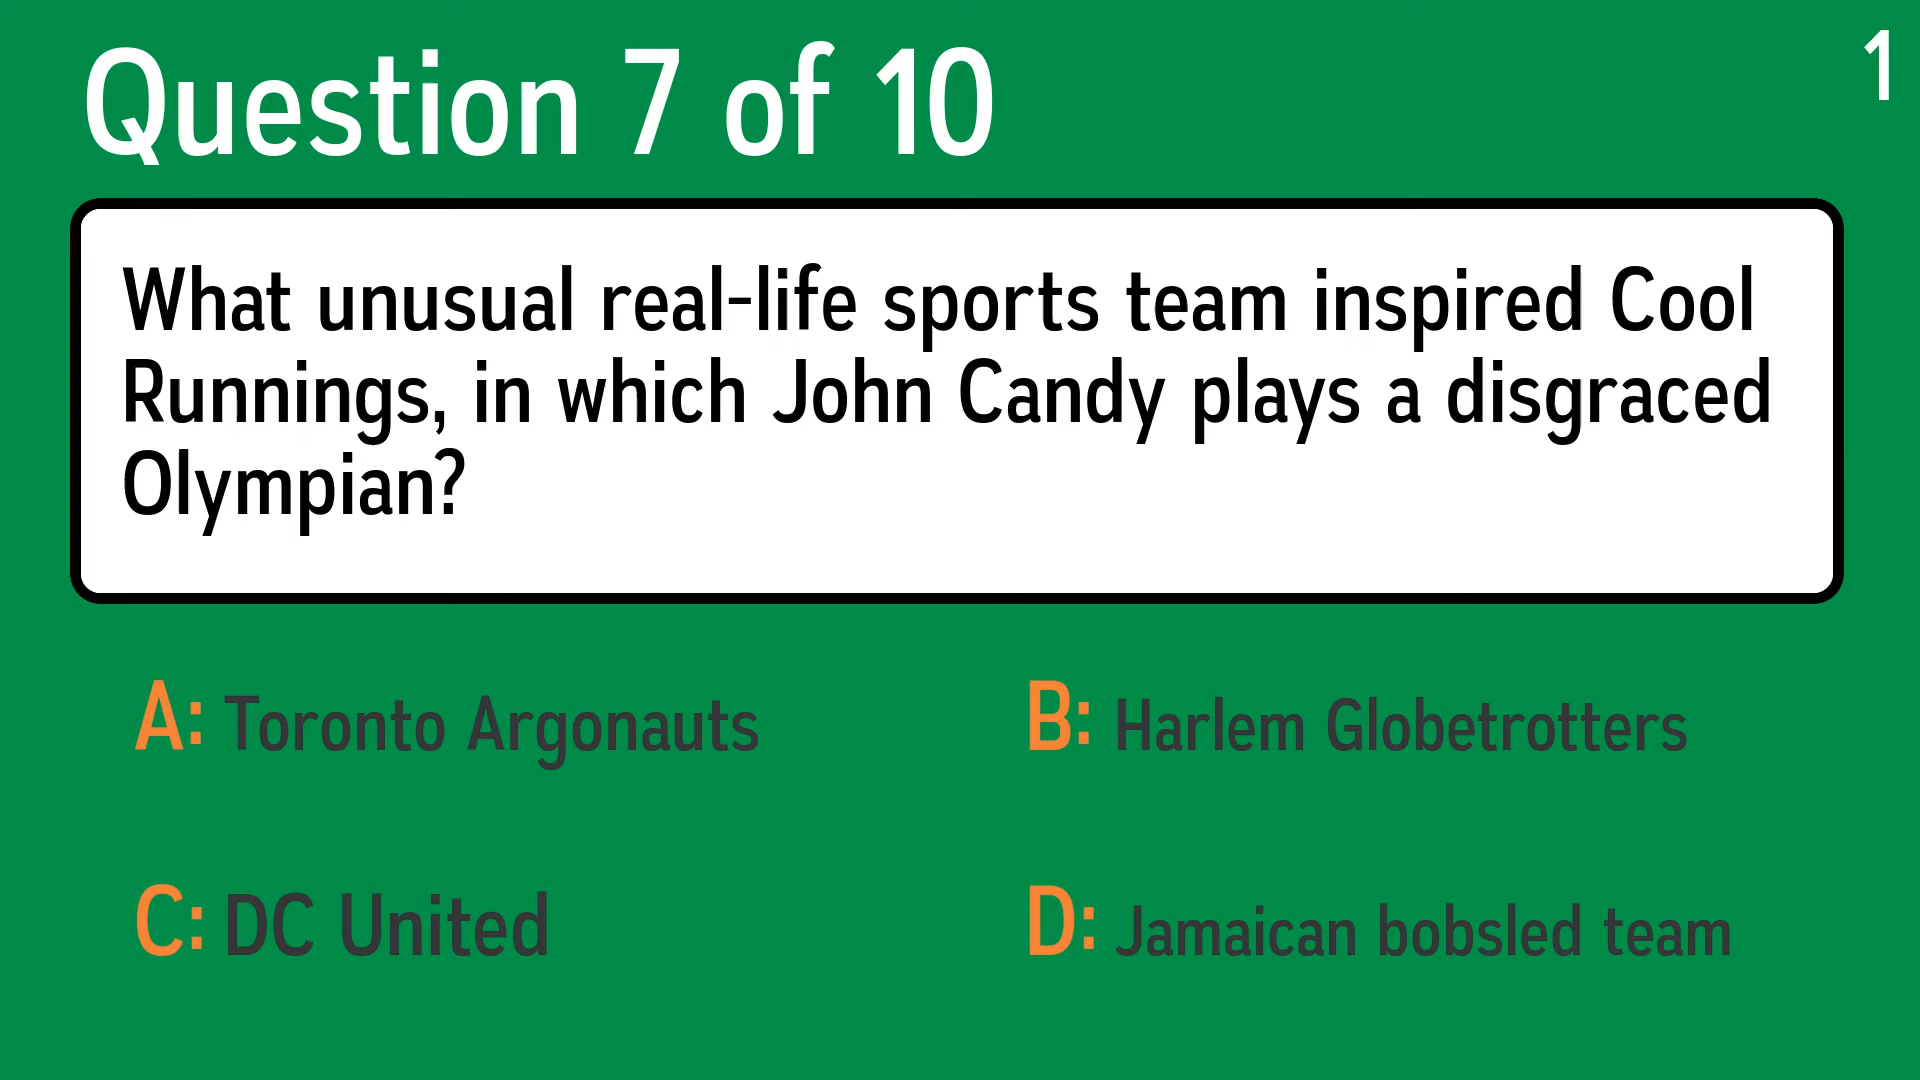 Question 7 of 10
1
What unusual real-life sports team inspired Cool
Runnings, in which John Candy plays a disgraced
Olympian?
A: Toronto Argonauts
B: Harlem Globetrotters
C: DC United
D: Jamaican bobsled team